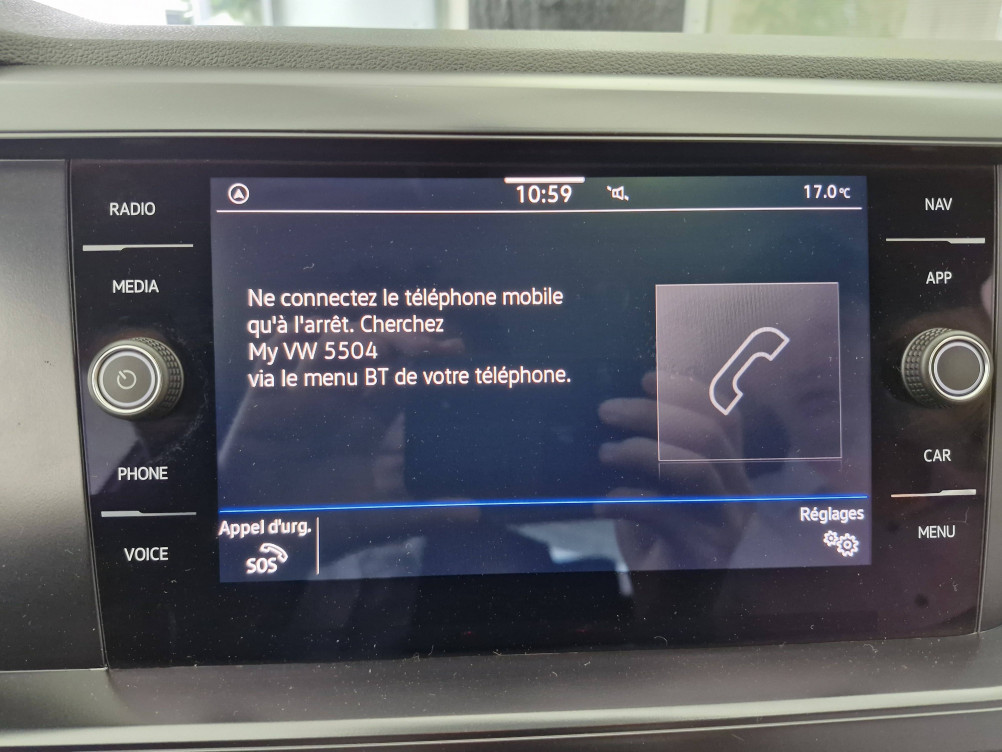 RADIO
MEDIA
PHONE
VOICE
10:59
17.0°C
Ne connectez le téléphone mobile
qu'à l'arrêt. Cherchez
My VW 5504
via le menu BT de votre téléphone.
Appel d'urg.
SOS
Réglages
NAV
APP
CAR
MENU